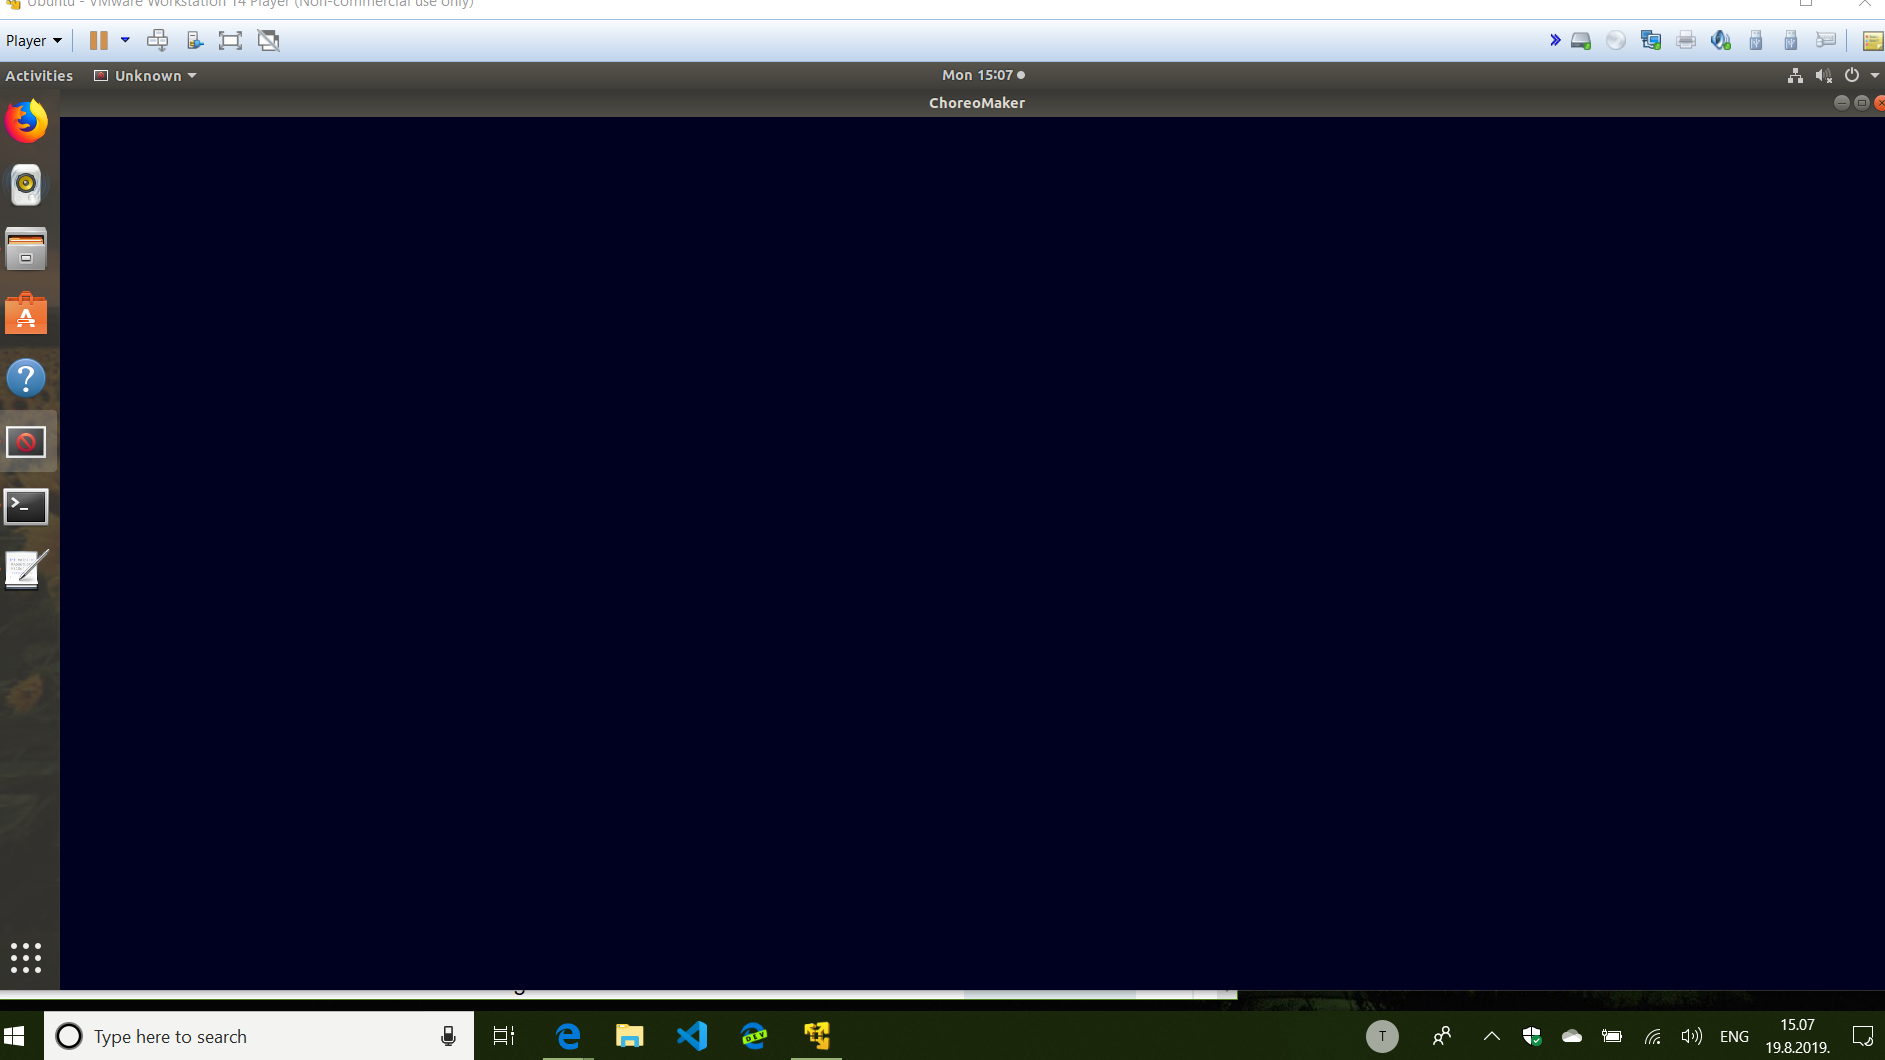 Ubuntu - VMware Workstation 14 Player (Non-commercial use only)
Player
Activities
Unknown
Mon 15:07
ChoreoMaker
Type here to search
DEV
T
ENG
15.07
19.8.2019.